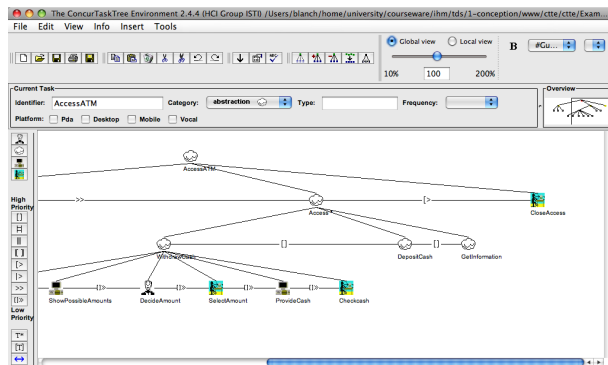 The ConcurTaskTree Environment 2.4.4 (HCI Group ISTI) /Users/blanch/home/university/courseware/ihm/tds/1-conception/www/ctte/ctte/Exam...
File Edit View Info Insert Tools
Global view Local view
B #Gu...
10% 100 200%
Current Task
Identifier: AccessATM Category: abstraction Type: Frequency:
Platform: Pda Desktop Mobile Vocal
Overview
AccessATM
High
Priority
>> Access* [> CloseAccess
[]
|||
[]
[>
|>
>>
[]>>
Low
Priority
T*
[T]
WithdrawCash [] DepositCash [] GetInformation
[]>> []>> []>> []>>
ShowPossibleAmounts DecideAmount SelectAmount ProvideCash Checkcash